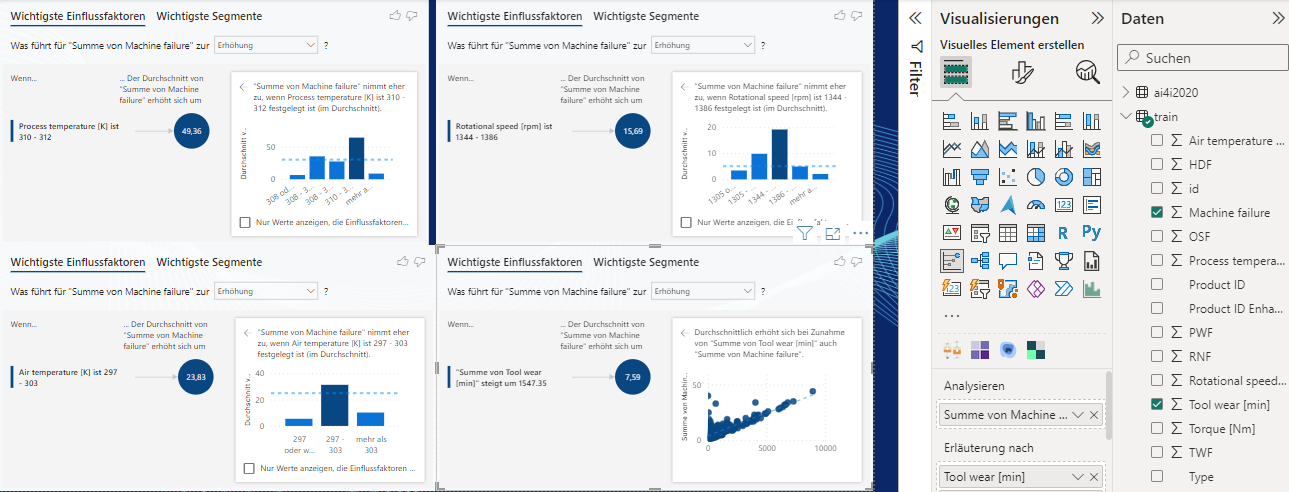 Wichtigste Einflussfaktoren Wichtigste Segmente
Was führt für "Summe von Machine failure" zur Erhöhung ?
Wenn...
... Der Durchschnitt von
"Summe von Machine
failure" erhöht sich um
Process temperature [K] ist
310 - 312
49,36
"Summe von Machine failure" nimmt eher
zu, wenn Process temperature [K] ist 310 -
312 festgelegt ist (im Durchschnitt).
Durchschnitt v...
50
0
308 od...
308 - 3...
308 - 3...
310 - 3...
mehr a...
Nur Werte anzeigen, die Einflussfaktoren...
Wichtigste Einflussfaktoren Wichtigste Segmente
Was führt für "Summe von Machine failure" zur Erhöhung ?
Wenn...
... Der Durchschnitt von
"Summe von Machine
failure" erhöht sich um
Rotational speed [rpm] ist
1344 - 1386
15,69
"Summe von Machine failure" nimmt eher
zu, wenn Rotational speed [rpm] ist 1344 -
1386 festgelegt ist (im Durchschnitt).
Durchschnitt v...
20
10
0
1305 o...
1305 - ...
1344 - ...
1386 - ...
mehr a...
Nur Werte anzeigen, die Einflussfak...
Wichtigste Einflussfaktoren Wichtigste Segmente
Was führt für "Summe von Machine failure" zur Erhöhung ?
Wenn...
... Der Durchschnitt von
"Summe von Machine
failure" erhöht sich um
Air temperature [K] ist 297
- 303
23,83
"Summe von Machine failure" nimmt eher
zu, wenn Air temperature [K] ist 297 - 303
festgelegt ist (im Durchschnitt).
Durchschnitt v...
40
20
0
297
oder w...
297 -
303
mehr als
303
Nur Werte anzeigen, die Einflussfaktoren ...
Wichtigste Einflussfaktoren Wichtigste Segmente
Was führt für "Summe von Machine failure" zur Erhöhung ?
Wenn...
... Der Durchschnitt von
"Summe von Machine
failure" erhöht sich um
"Summe von Tool wear
[min]" steigt um 1547.35
7,59
Durchschnittlich erhöht sich bei Zunahme
von "Summe von Tool wear [min]" auch
"Summe von Machine failure".
Summe von Machin...
40
20
0
0
5000
10000
Filter
Visualisierungen
Visuelles Element erstellen
123
R
Py
123
...
Analysieren
Summe von Machine ...
Erläuterung nach
Tool wear [min]
Daten
Suchen
ai4i2020
train
Air temperature ...
HDF
id
Machine failure
OSF
Process tempera...
Product ID
Product ID Enha...
PWF
RNF
Rotational speed...
Tool wear [min]
Torque [Nm]
TWF
Type